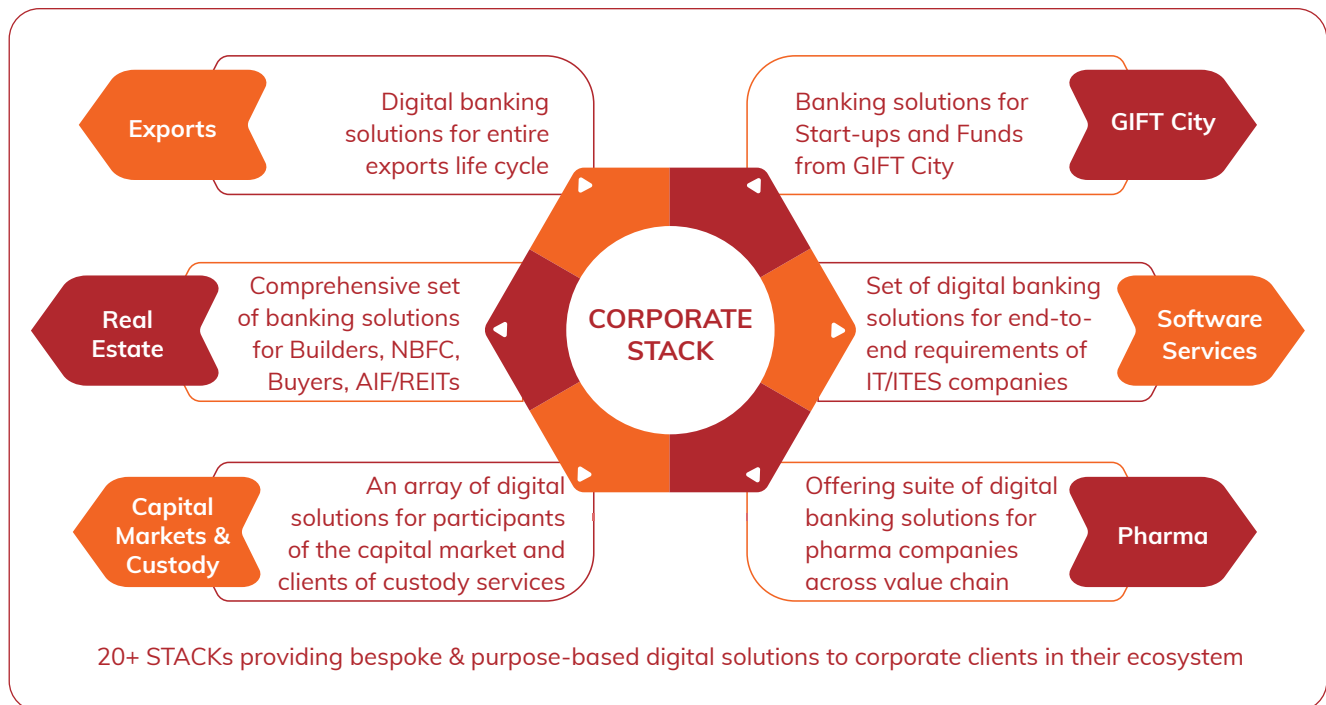 Exports
Digital banking
solutions for entire
exports life cycle
Banking solutions for
Start-ups and Funds
from GIFT City
GIFT City
Real
Estate
Comprehensive set
of banking solutions
for Builders, NBFC,
Buyers, AIF/REITs
CORPORATE
STACK
Set of digital banking
solutions for end-to-
end requirements of
IT/ITES companies
Software
Services
Capital
Markets &
Custody
An array of digital
solutions for participants
of the capital market and
clients of custody services
Offering suite of digital
banking solutions for
pharma companies
across value chain
Pharma
20+ STACKs providing bespoke & purpose-based digital solutions to corporate clients in their ecosystem